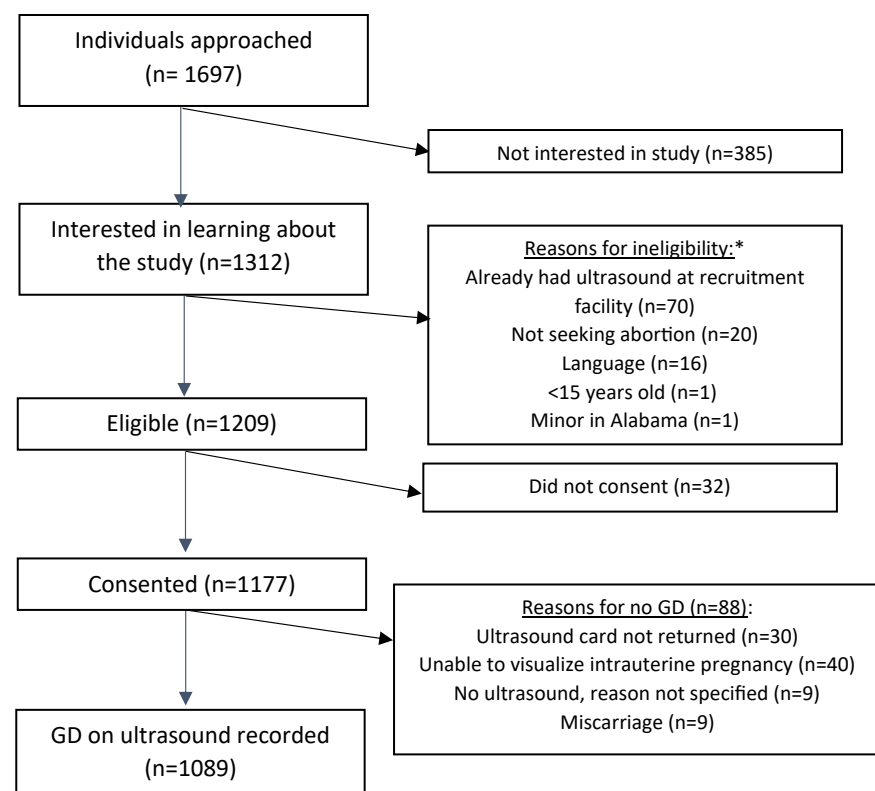 Individuals approached
(n= 1697)
Not interested in study (n=385)
Interested in learning about
the study (n=1312)
Reasons for ineligibility:*
Already had ultrasound at recruitment
facility (n=70)
Not seeking abortion (n=20)
Language (n=16)
<15 years old (n=1)
Minor in Alabama (n=1)
Eligible (n=1209)
Did not consent (n=32)
Consented (n=1177)
Reasons for no GD (n=88):
Ultrasound card not returned (n=30)
Unable to visualize intrauterine pregnancy (n=40)
No ultrasound, reason not specified (n=9)
Miscarriage (n=9)
GD on ultrasound recorded
(n=1089)